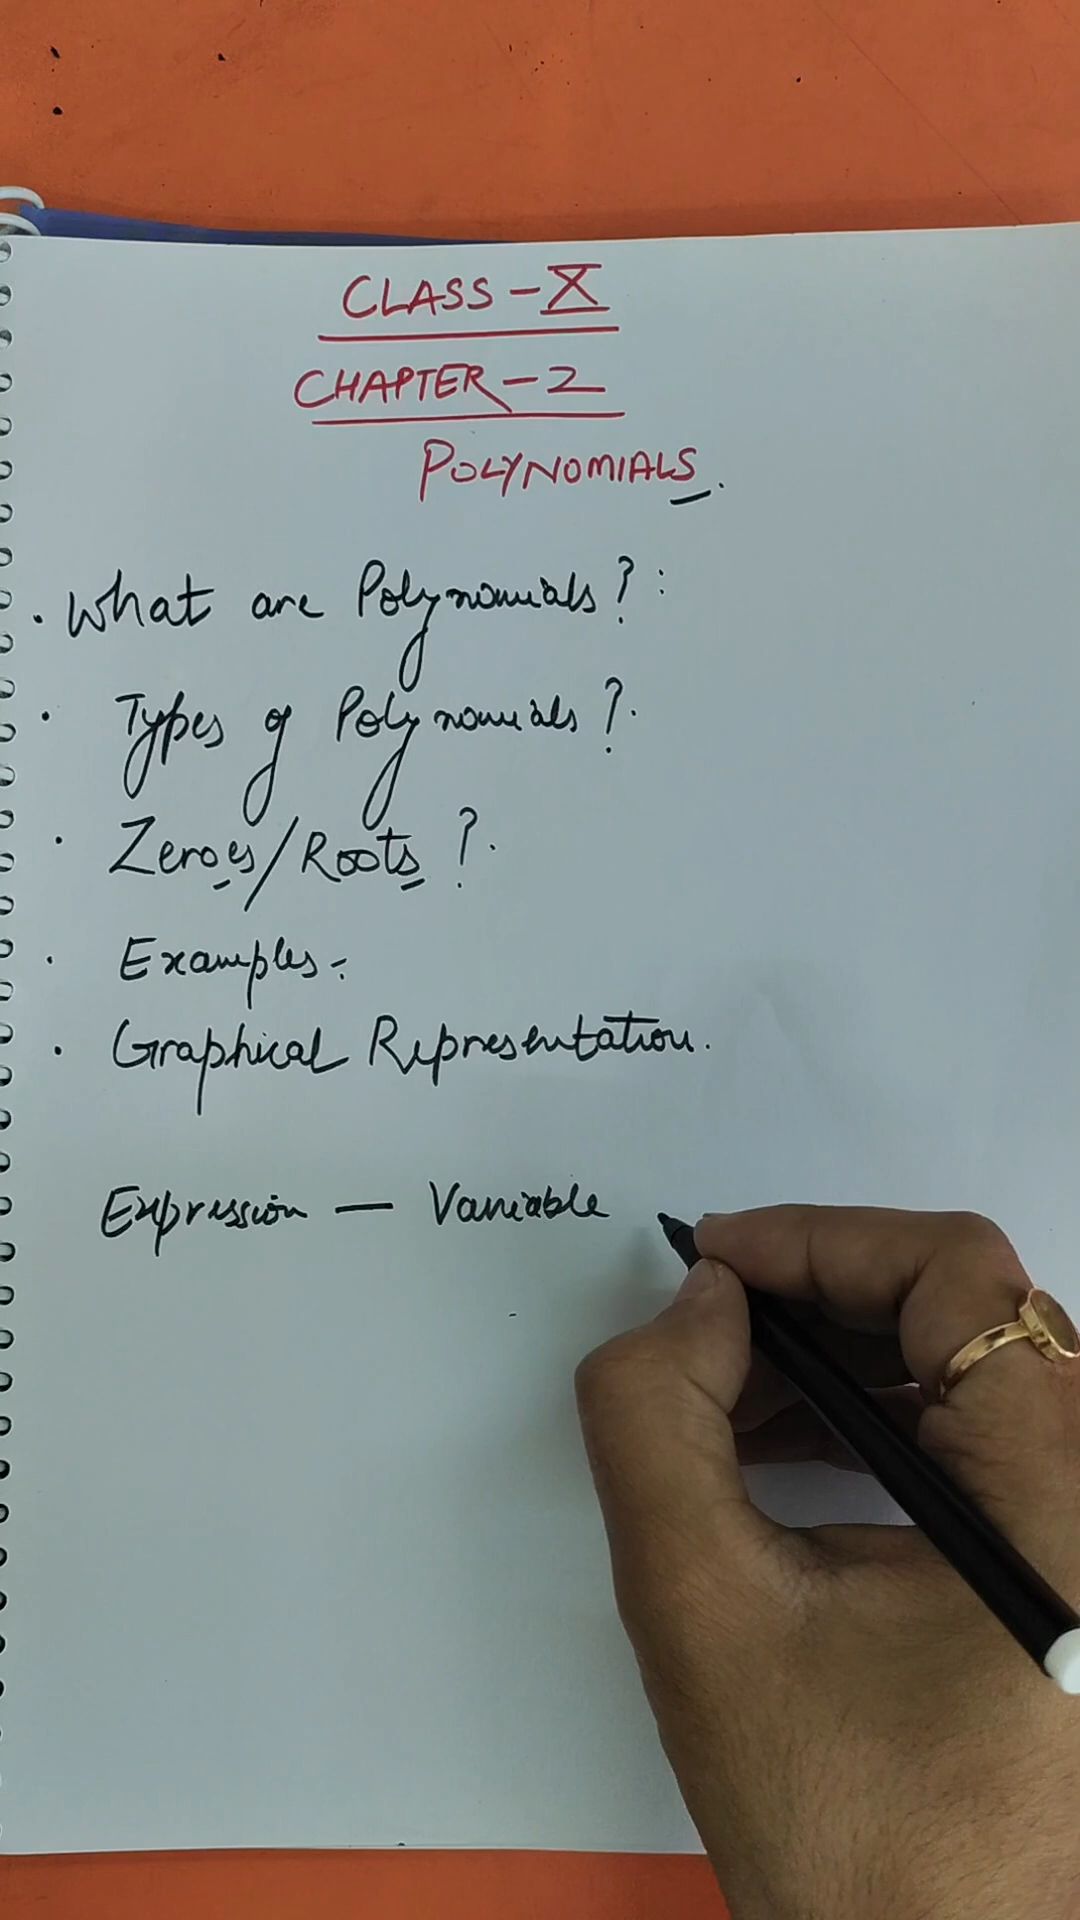 CLASS - X
CHAPTER - 2
POLYNOMIALS.
. What are Polynomials? :
. Types of Polynomials?.
. Zeroes/Roots ?.
. Examples:
. Graphical Representation.
Expression — Variable